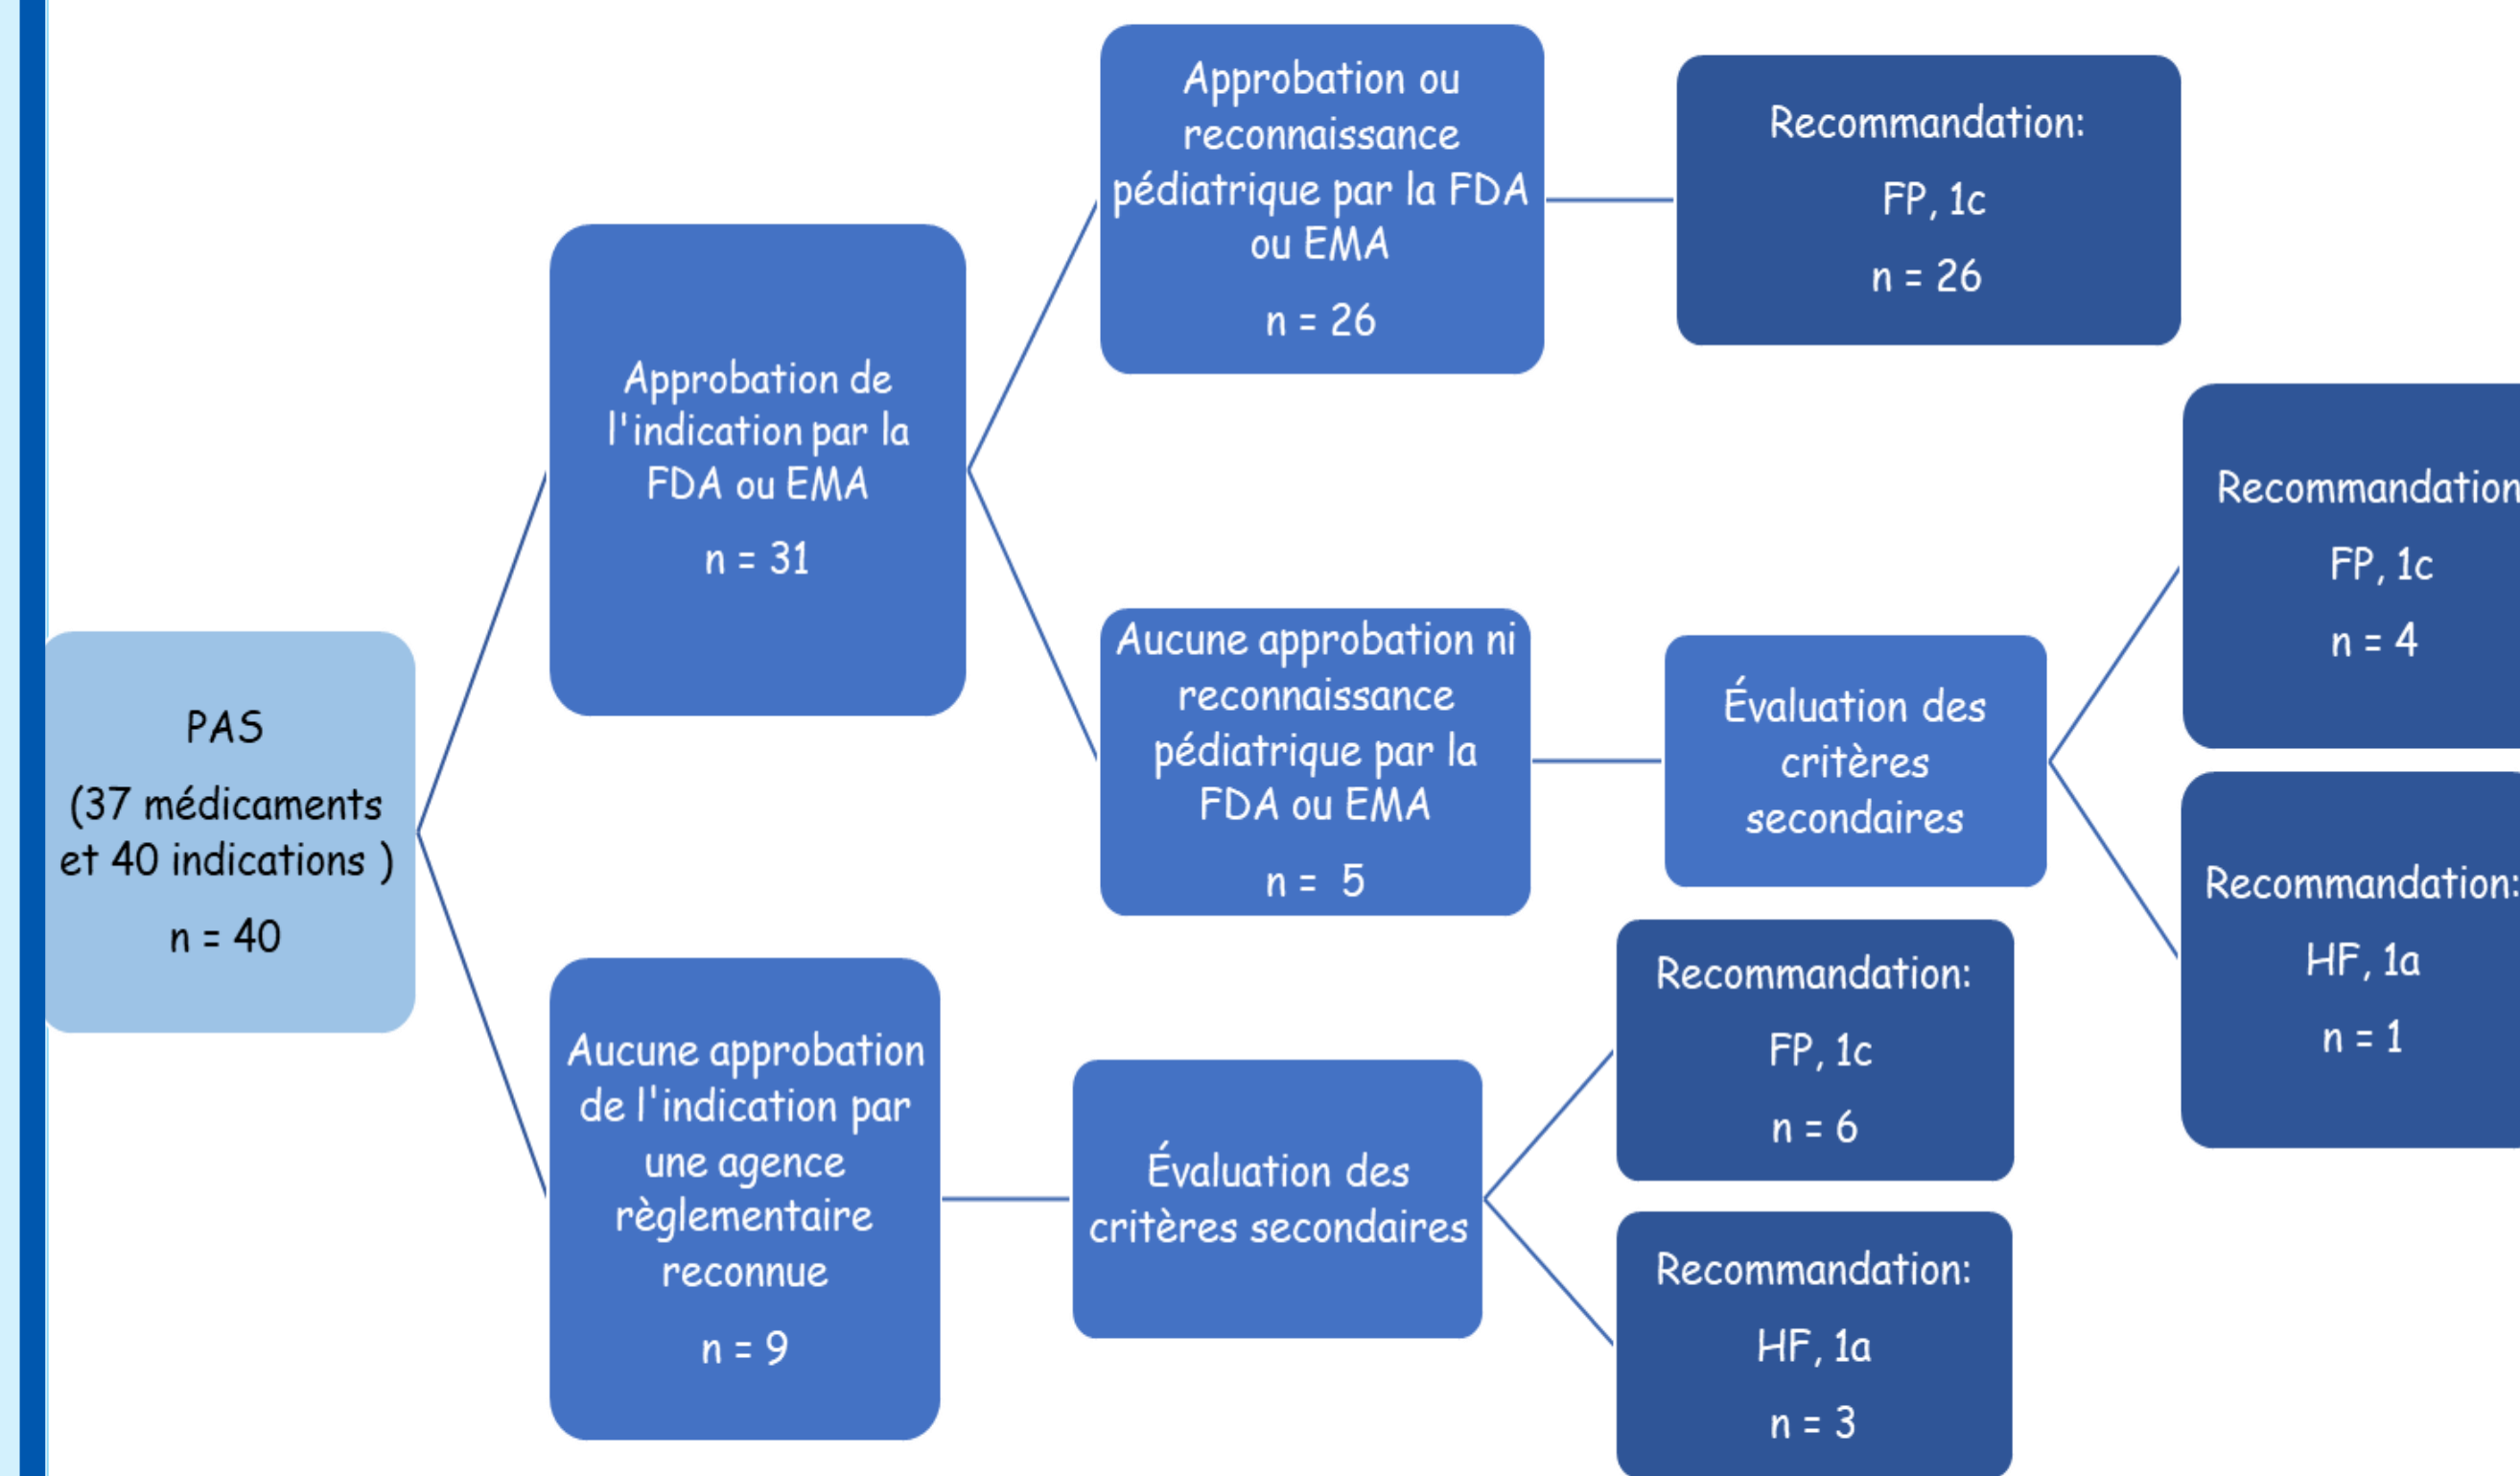 PAS
(37 médicaments
et 40 indications )
n = 40
Approbation de
l'indication par la
FDA ou EMA
n = 31
Approbation ou
reconnaissance
pédiatrique par la FDA
ou EMA
n = 26
Recommandation:
FP, 1c
n = 26
Aucune approbation ni
reconnaissance
pédiatrique par la
FDA ou EMA
n =  5
Évaluation des
critères
secondaires
Recommandation
FP, 1c
n = 4
Recommandation:
HF, 1a
n = 1
Aucune approbation
de l'indication par
une agence
règlementaire
reconnue
n = 9
Évaluation des
critères secondaires
Recommandation:
FP, 1c
n = 6
Recommandation:
HF, 1a
n = 3